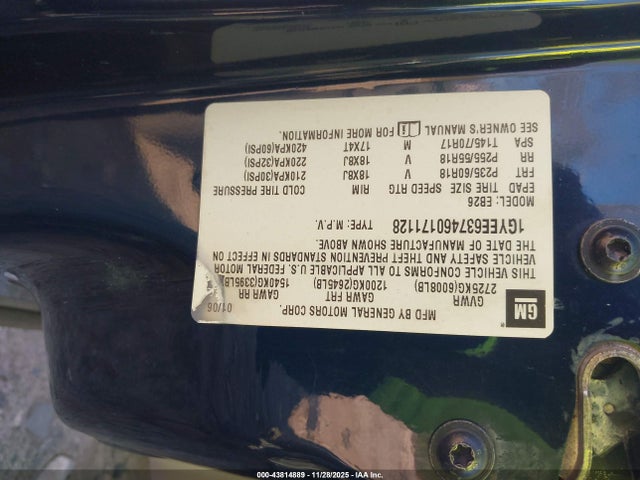 MFD BY GENERAL MOTORS CORP. 01/06
GVWR GAWR FRT GAWR RR
2725KG(6008LB) 1200KG(2645LB) 1540KG(3395LB)
THIS VEHICLE CONFORMS TO ALL APPLICABLE U.S. FEDERAL MOTOR
VEHICLE SAFETY AND THEFT PREVENTION STANDARDS IN EFFECT ON
THE DATE OF MANUFACTURE SHOWN ABOVE.
1GYEE637460171128 TYPE: M.P.V.
MODEL: E826
EPAD TIRE SIZE SPEED RTG RIM COLD TIRE PRESSURE
FRT P235/60R18 V 18X8J 210KPA(30PSI)
RR P255/55R18 V 18X8J 220KPA(32PSI)
SPA T145/70R17 M 17X4T 420KPA(60PSI)
SEE OWNER'S MANUAL FOR MORE INFORMATION.
GM
000-43814889 - 11/28/2025 - IAA Inc.